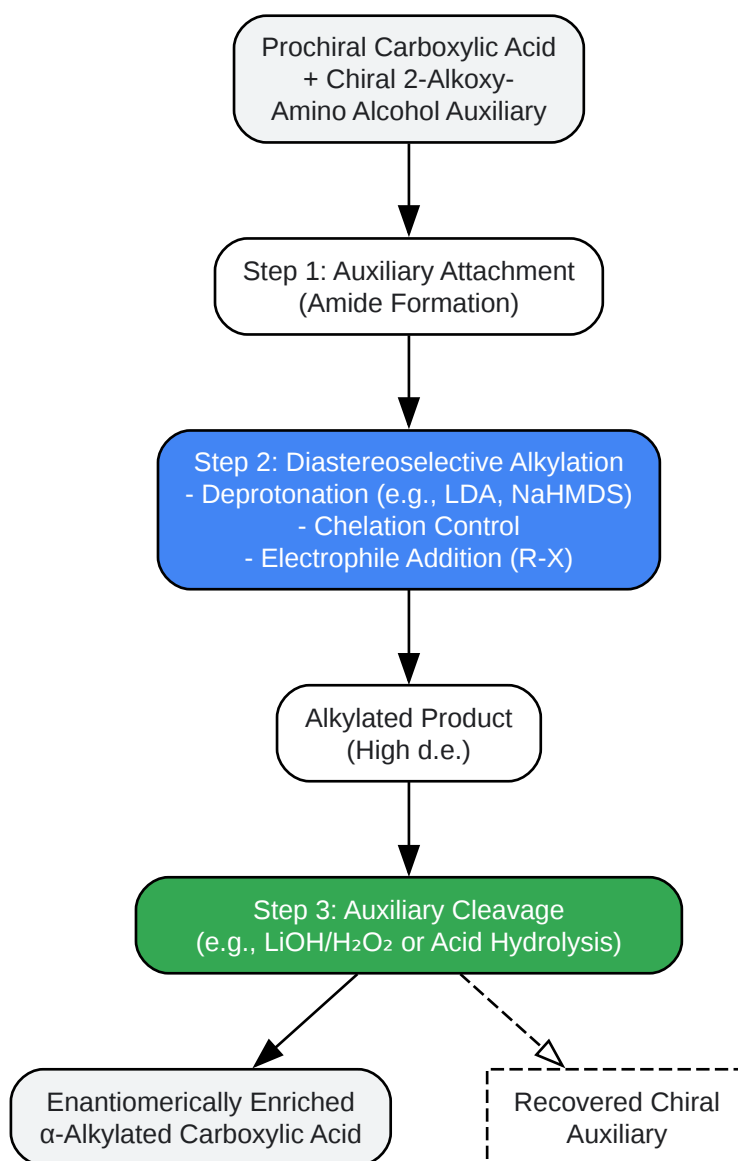 Prochiral Carboxylic Acid
+ Chiral 2-Alkoxy-
Amino Alcohol Auxiliary
Step 1: Auxiliary Attachment
(Amide Formation)
Step 2: Diastereoselective Alkylation
- Deprotonation (e.g., LDA, NaHMDS)
- Chelation Control
- Electrophile Addition (R-X)
Alkylated Product
(High d.e.)
Step 3: Auxiliary Cleavage
(e.g., LiOH/H₂O₂ or Acid Hydrolysis)
Enantiomerically Enriched
α-Alkylated Carboxylic Acid
Recovered Chiral
Auxiliary